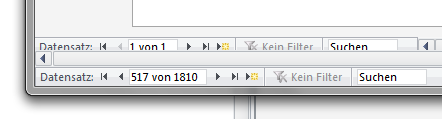 Datensatz: 1 von 1 Kein Filter Suchen
Datensatz: 517 von 1810 Kein Filter Suchen